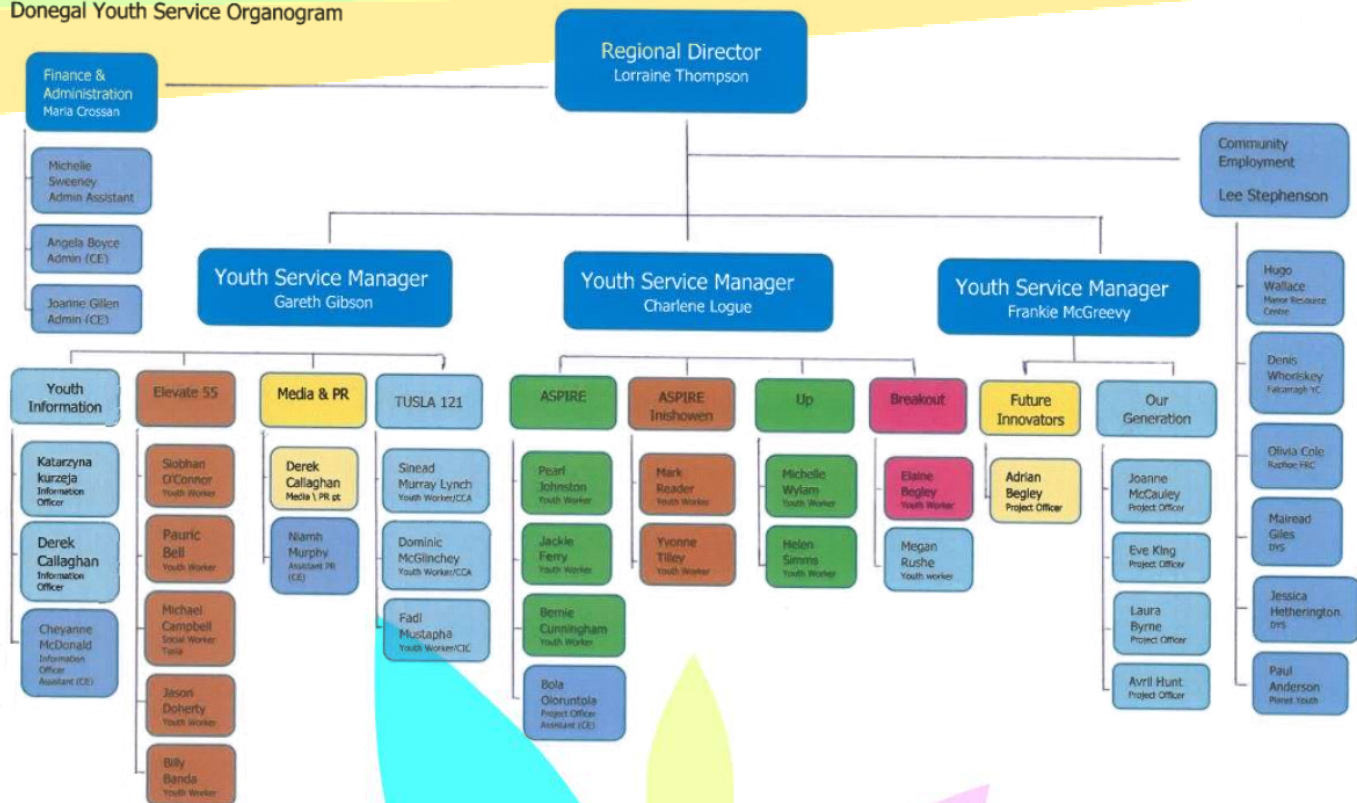 Donegal Youth Service Organogram
Regional Director
Lorraine Thompson
Finance &
Administration
Maria Crossan
Michelle
Sweeney
Admin Assistant
Angela Boyce
Admin (CE)
Joanne Gillen
Admin (CE)
Community
Employment
Lee Stephenson
Hugo
Wallace
Manor Resource
Centre
Denis
Whoriskey
Falcarragh YC
Olivia Cole
Raphoe FRC
Mairead
Giles
DYS
Jessica
Hetherington
DYS
Paul
Anderson
Planet Youth
Youth Service Manager
Gareth Gibson
Youth Service Manager
Charlene Logue
Youth Service Manager
Frankie McGreevy
Youth
Information
Katarzyna
kurzeja
Information
Officer
Derek
Callaghan
Information
Officer
Cheyanne
McDonald
Information
Officer
Assistant (CE)
Elevate 55
Siobhan
O'Connor
Youth Worker
Pauric
Bell
Youth Worker
Michael
Campbell
Social Worker
Tusla
Jason
Doherty
Youth Worker
Billy
Banda
Youth Worker
Media & PR
Derek
Callaghan
Media \ PR pt
Niamh
Murphy
Assistant PR
(CE)
TUSLA 121
Sinead
Murray Lynch
Youth Worker/CCA
Dominic
McGlinchey
Youth Worker/CCA
Fadl
Mustapha
Youth Worker/CIC
ASPIRE
Pearl
Johnston
Youth Worker
Jackie
Ferry
Youth Worker
Bernie
Cunningham
Youth Worker
Bola
Oloruntola
Project Officer
Assistant (CE)
ASPIRE
Inishowen
Mark
Reader
Youth Worker
Yvonne
Tilley
Youth Worker
Up
Michelle
Wylam
Youth Worker
Helen
Simms
Youth Worker
Breakout
Elaine
Begley
Youth Worker
Megan
Rushe
Youth worker
Future
Innovators
Adrian
Begley
Project Officer
Our
Generation
Joanne
McCauley
Project Officer
Eve King
Project Officer
Laura
Byrne
Project Officer
Avril Hunt
Project Officer